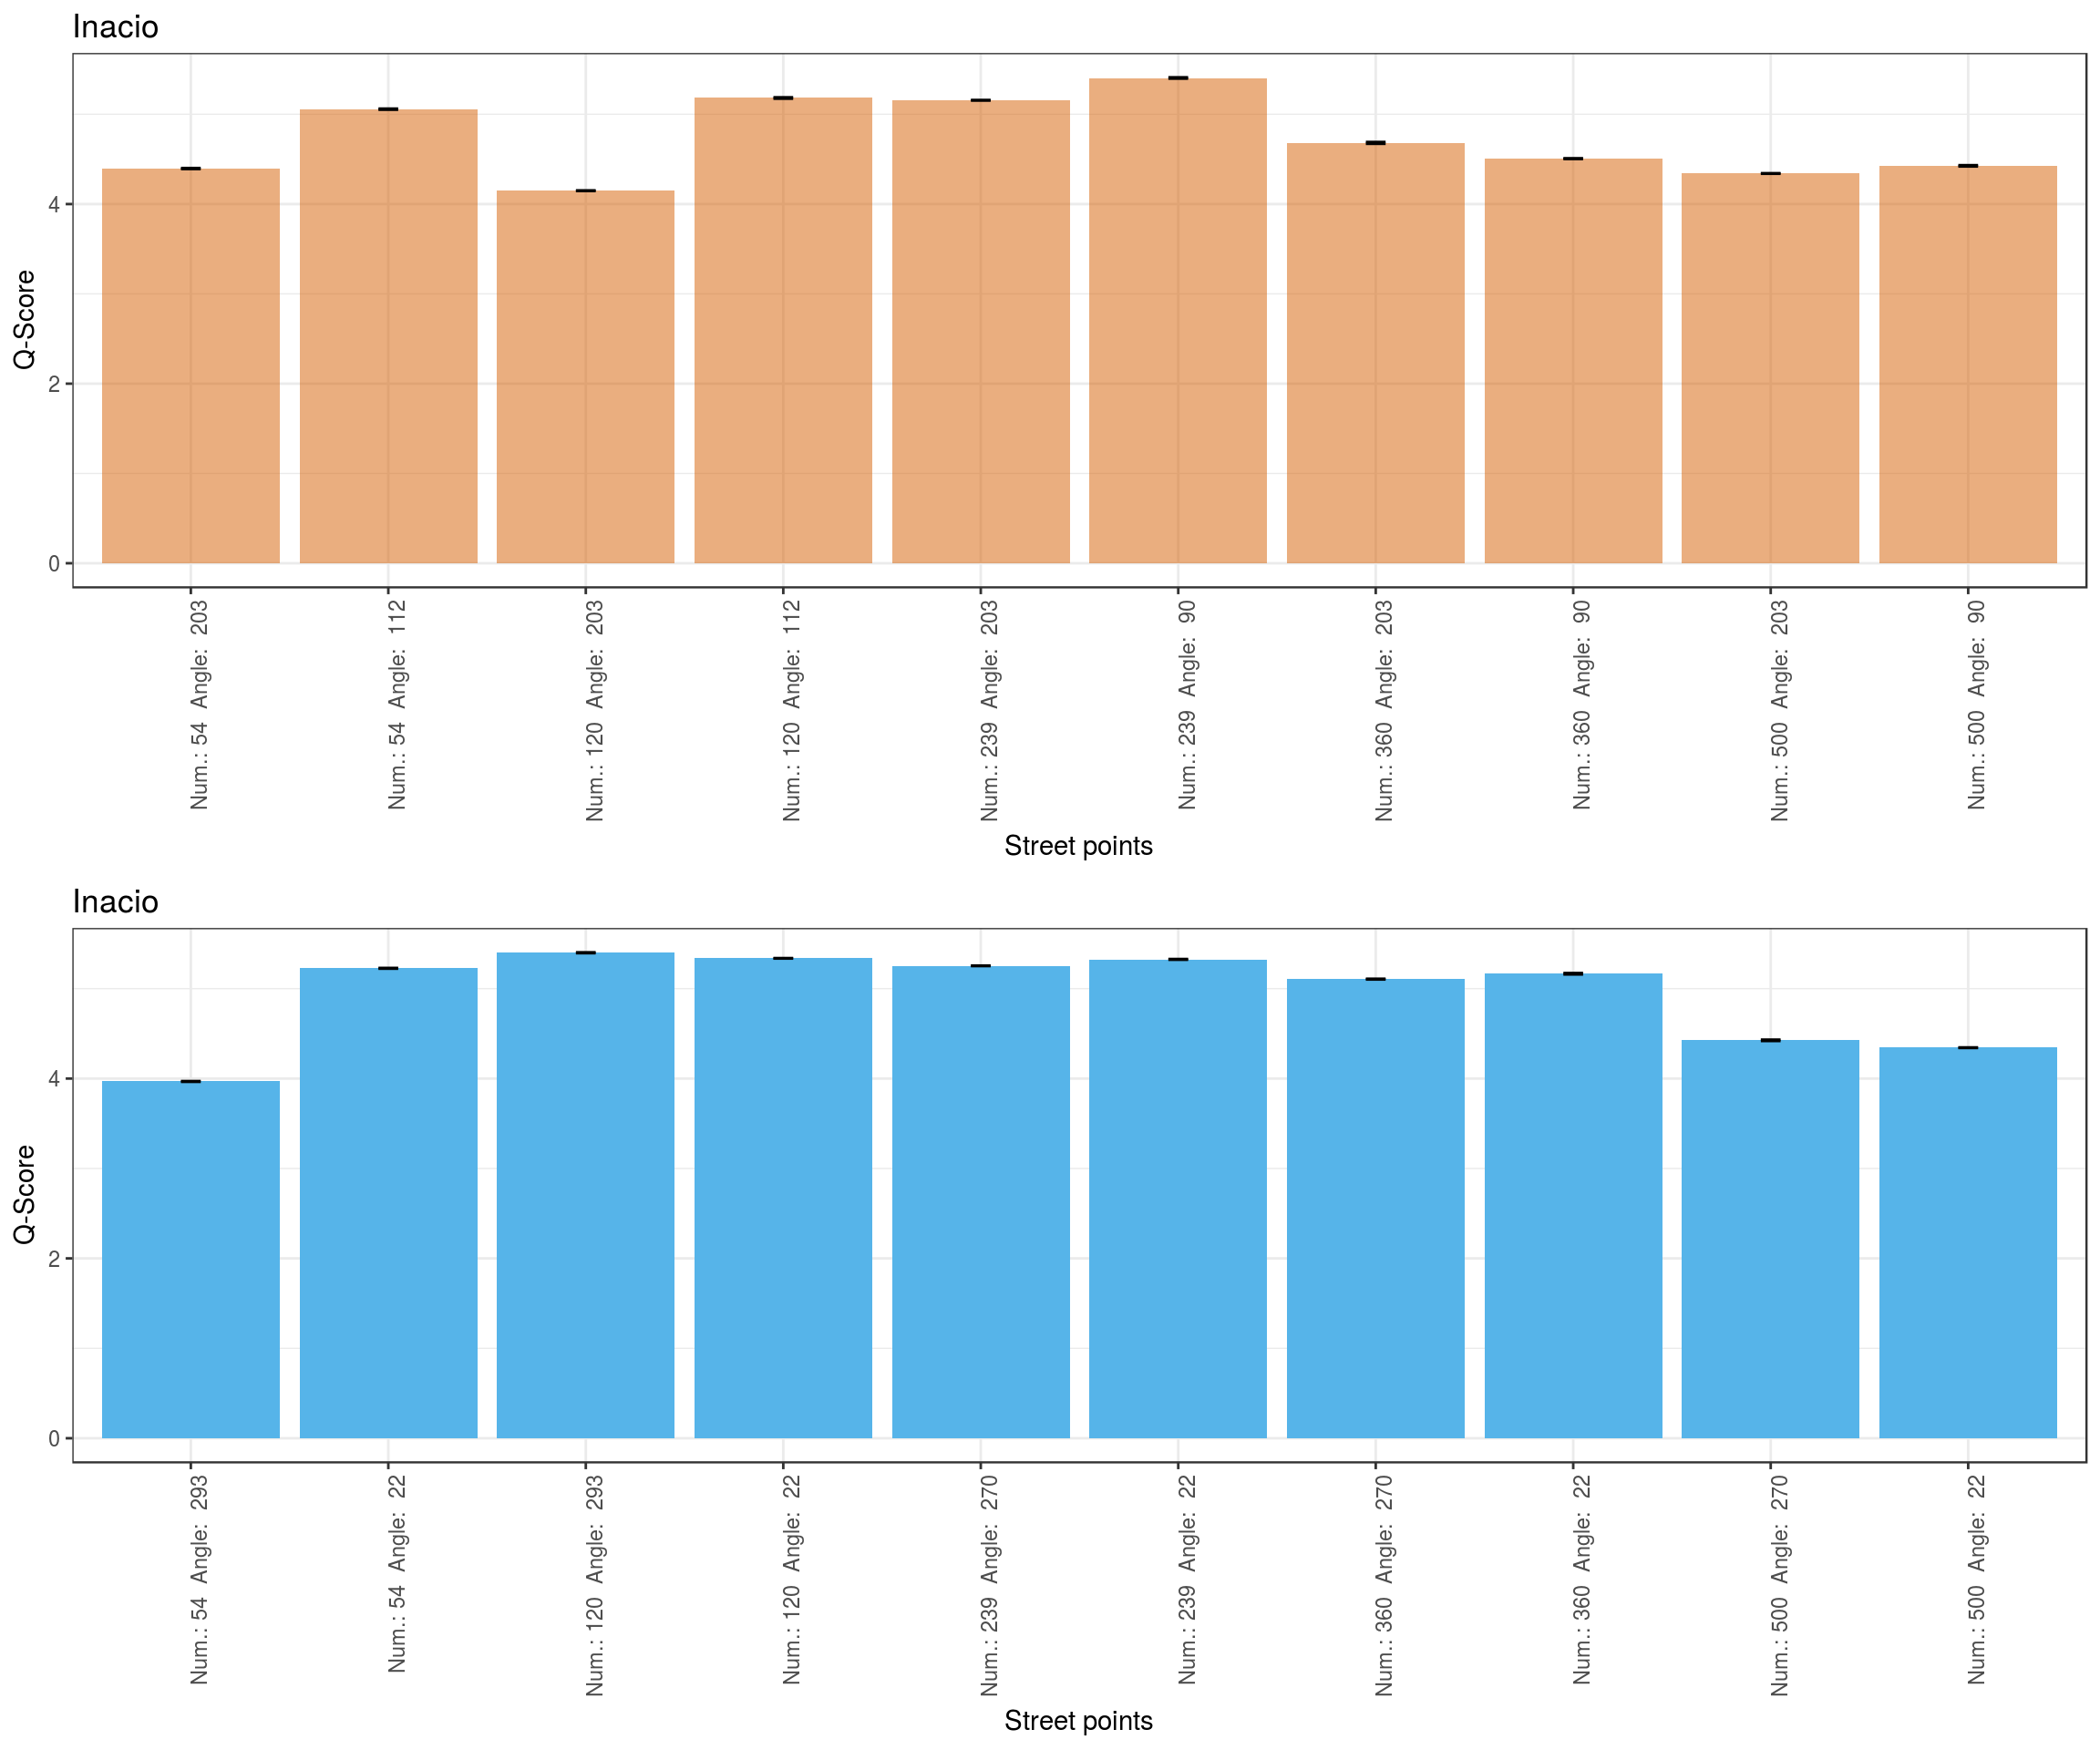 Inacio
Q-Score
4
2
0
Num.: 54 Angle: 203
Num.: 54 Angle: 112
Num.: 120 Angle: 203
Num.: 120 Angle: 112
Num.: 239 Angle: 203
Num.: 239 Angle: 90
Num.: 360 Angle: 203
Num.: 360 Angle: 90
Num.: 500 Angle: 203
Num.: 500 Angle: 90
Street points
Inacio
Q-Score
4
2
0
Num.: 54 Angle: 293
Num.: 54 Angle: 22
Num.: 120 Angle: 293
Num.: 120 Angle: 22
Num.: 239 Angle: 270
Num.: 239 Angle: 22
Num.: 360 Angle: 270
Num.: 360 Angle: 22
Num.: 500 Angle: 270
Num.: 500 Angle: 22
Street points